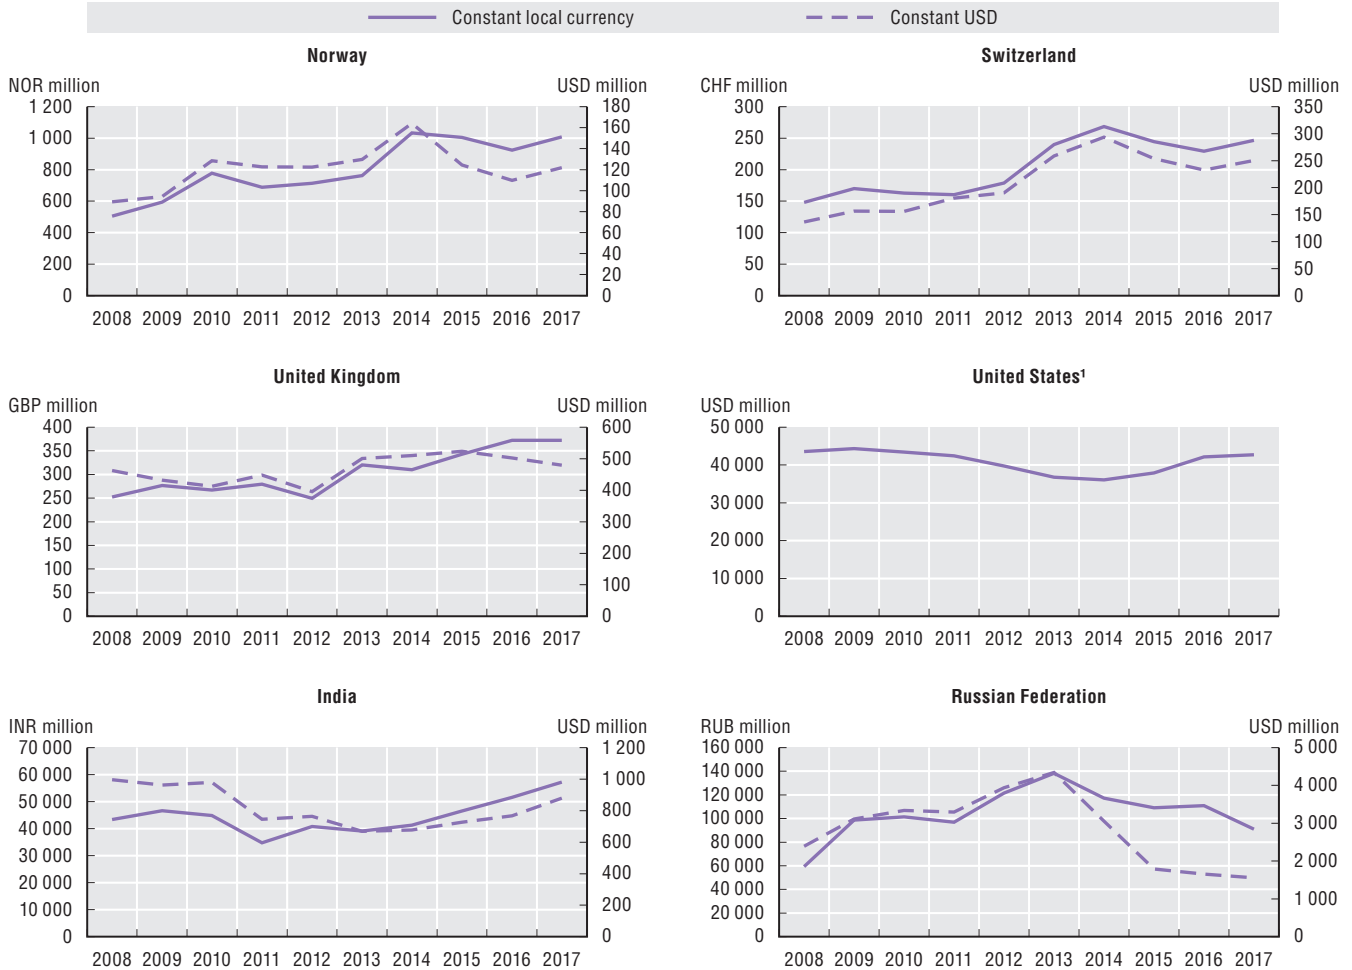 Constant local currency Constant USD
Norway
NOR million USD million
1 200 180
160
1 000 140
800 120
100
600 80
400 60
40
200 20
0 0
2008 2009 2010 2011 2012 2013 2014 2015 2016 2017
Switzerland
CHF million USD million
300 350
250 300
250
200 200
150 150
100 100
50 50
0 0
2008 2009 2010 2011 2012 2013 2014 2015 2016 2017
United Kingdom
GBP million USD million
400 600
350 500
300 400
250
200 300
150 200
100 100
50
0 0
2008 2009 2010 2011 2012 2013 2014 2015 2016 2017
United States¹
USD million
50 000
40 000
30 000
20 000
10 000
0
2008 2009 2010 2011 2012 2013 2014 2015 2016 2017
India
INR million USD million
70 000 1 200
60 000 1 000
50 000 800
40 000 600
30 000
20 000 400
10 000 200
0 0
2008 2009 2010 2011 2012 2013 2014 2015 2016 2017
Russian Federation
RUB million USD million
160 000 5 000
140 000 4 000
120 000
100 000 3 000
80 000
60 000 2 000
40 000 1 000
20 000
0 0
2008 2009 2010 2011 2012 2013 2014 2015 2016 2017